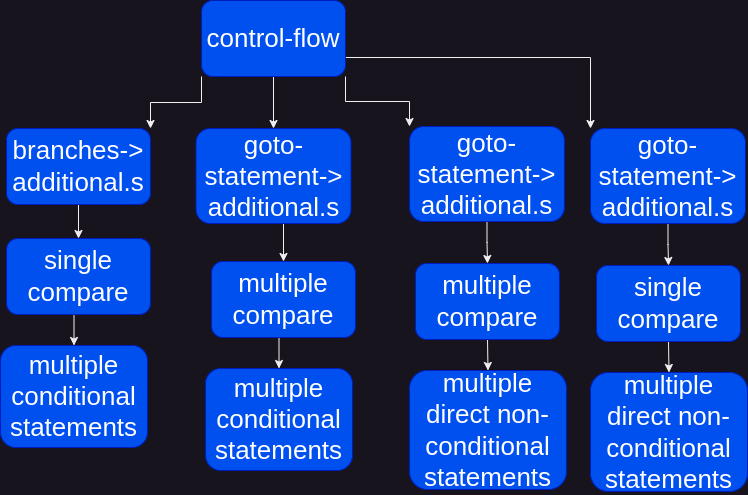 control-flow
branches->
additional.s
single
compare
multiple
conditional
statements
goto-
statement->
additional.s
multiple
compare
multiple
conditional
statements
goto-
statement->
additional.s
multiple
compare
multiple
direct non-
conditional
statements
goto-
statement->
additional.s
single
compare
multiple
direct non-
conditional
statements